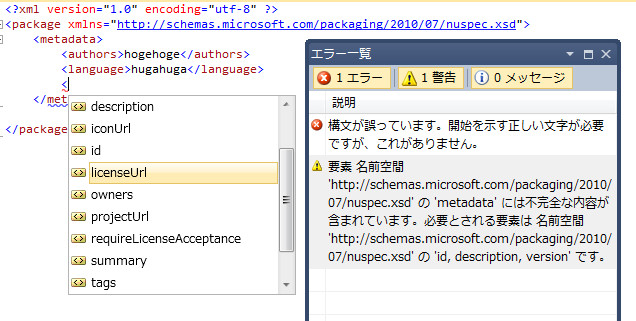 <?xml version="1.0" encoding="utf-8" ?>
<package xmlns="http://schemas.microsoft.com/packaging/2010/07/nuspec.xsd">
<metadata>
<authors>hogehoge</authors>
<language>hugahuga</language>
<
</meta
</package
description
iconUrl
id
licenseUrl
owners
projectUrl
requireLicenseAcceptance
summary
tags
エラー一覧
1 エラー
1 警告
0 メッセージ
説明
構文が誤っています。開始を示す正しい文字が必要
ですが、これがありません。
要素 名前空間
'http://schemas.microsoft.com/packaging/2010/
07/nuspec.xsd' の 'metadata' には不完全な内容が
含まれています。必要とされる要素は 名前空間
'http://schemas.microsoft.com/packaging/2010/
07/nuspec.xsd' の 'id, description, version' です。